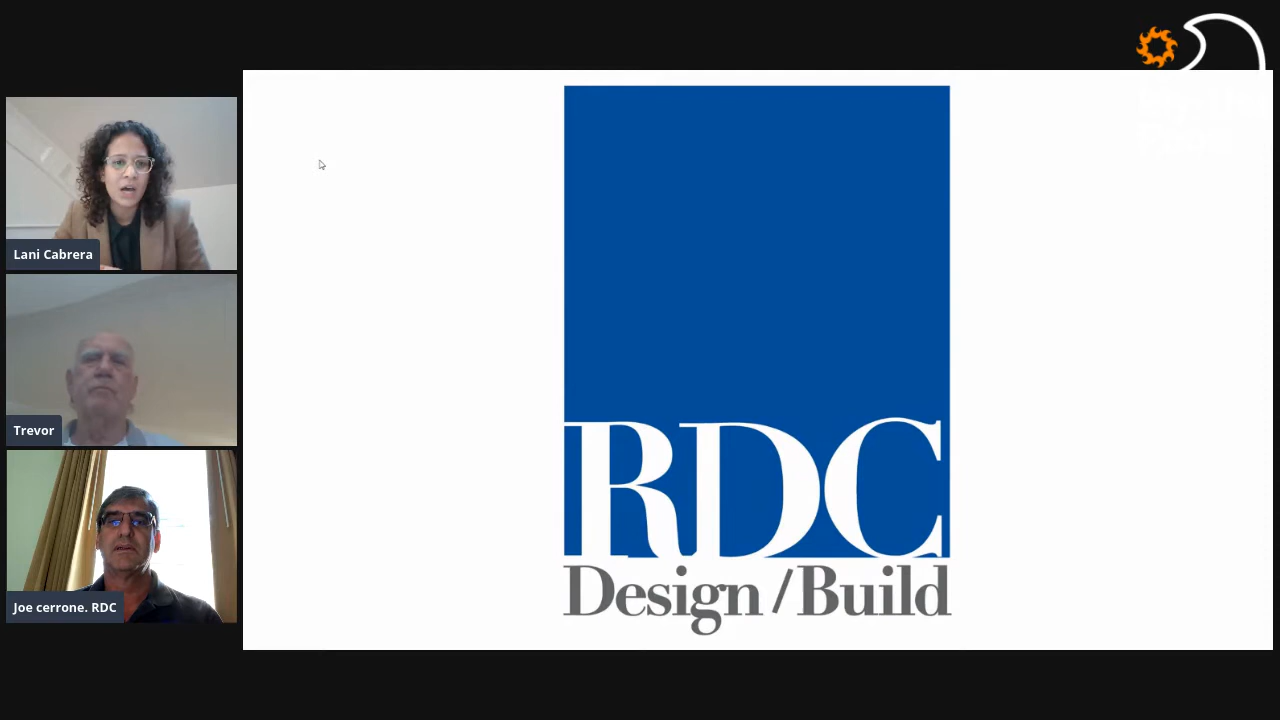 Lani Cabrera
Trevor
Joe cerrone. RDC
RDC
Design/Build